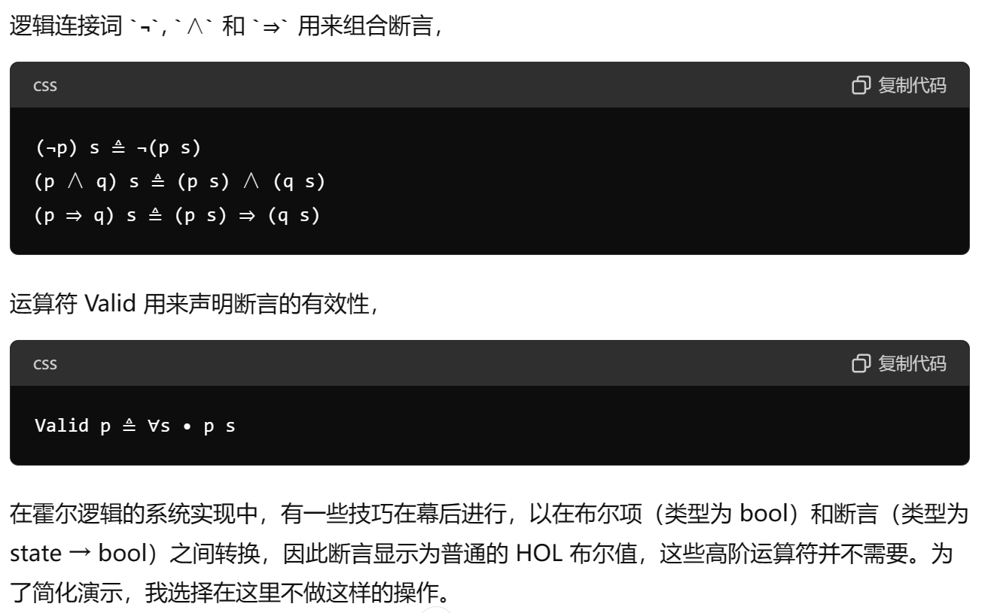 逻辑连接词 `¬`, `∧` 和 `⇒` 用来组合断言，
css
复制代码
(¬p) s ≙ ¬(p s)
(p ∧ q) s ≙ (p s) ∧ (q s)
(p ⇒ q) s ≙ (p s) ⇒ (q s)
运算符 Valid 用来声明断言的有效性，
css
复制代码
Valid p ≙ ∀s • p s
在霍尔逻辑的系统实现中，有一些技巧在幕后进行，以在布尔项（类型为 bool）和断言（类型为
state → bool）之间转换，因此断言显示为普通的 HOL 布尔值，这些高阶运算符并不需要。为
了简化演示，我选择在这里不做这样的操作。